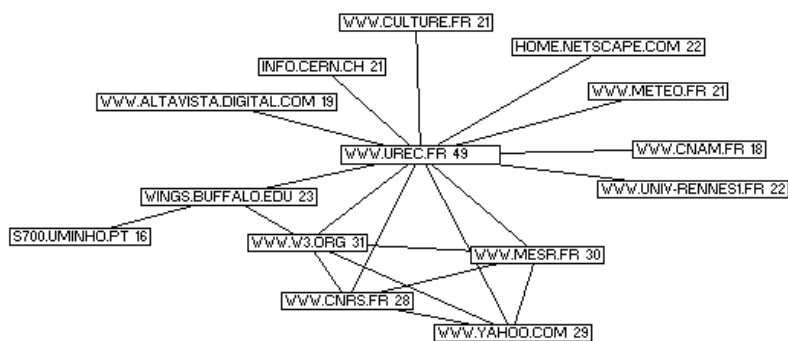 WWW.CULTURE.FR 21
HOME.NETSCAPE.COM 22
INFO.CERN.CH 21
WWW.METEO.FR 21
WWW.ALTAVISTA.DIGITAL.COM 19
WWW.CNAM.FR 18
WWW.UREC.FR 49
WWW.UNIV-RENNES1.FR 22
WINGS.BUFFALO.EDU 23
S700.UMINHO.PT 16
WWW.W3.ORG 31
WWW.MESR.FR 30
WWW.CNRS.FR 28
WWW.YAHOO.COM 29